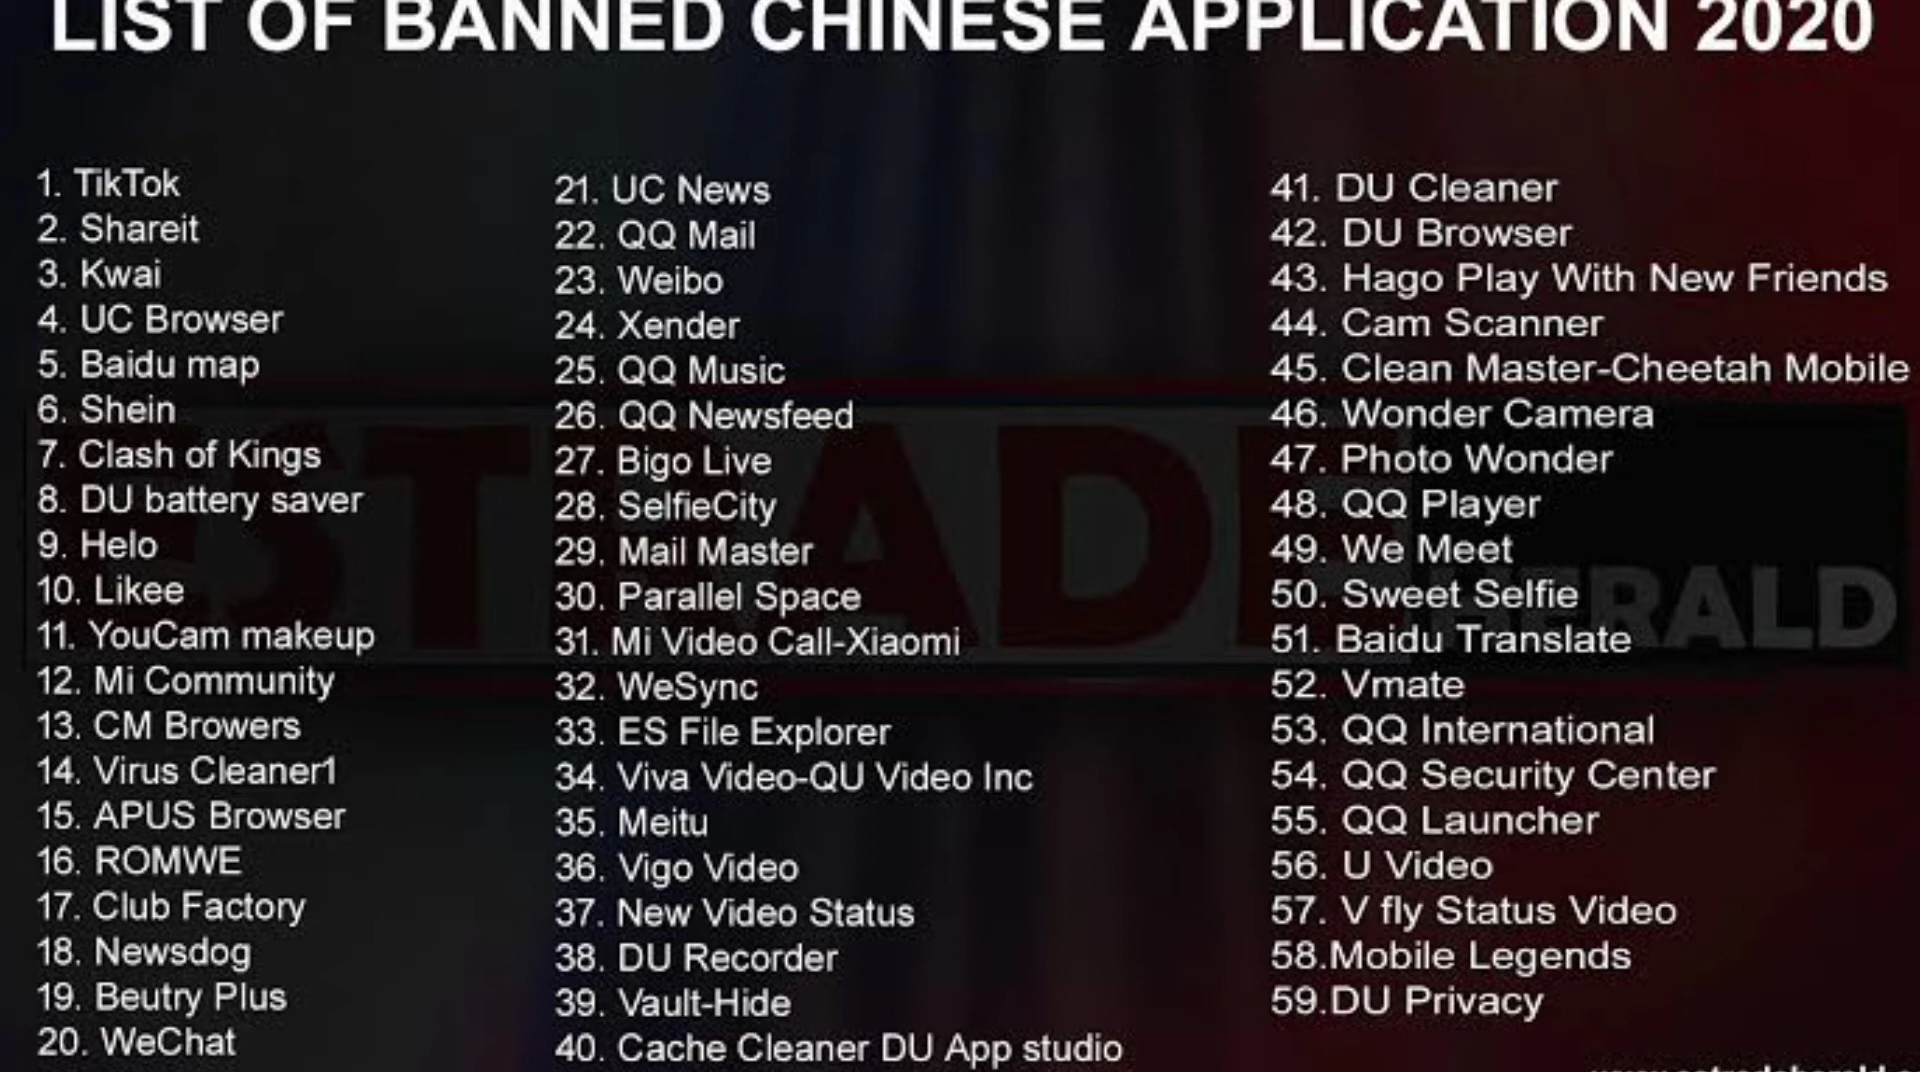 LIST OF BANNED CHINESE APPLICATION 2020
1. TikTok
2. Shareit
3. Kwai
4. UC Browser
5. Baidu map
6. Shein
7. Clash of Kings
8. DU battery saver
9. Helo
10. Likee
11. YouCam makeup
12. Mi Community
13. CM Browers
14. Virus Cleaner1
15. APUS Browser
16. ROMWE
17. Club Factory
18. Newsdog
19. Beutry Plus
20. WeChat
21. UC News
22. QQ Mail
23. Weibo
24. Xender
25. QQ Music
26. QQ Newsfeed
27. Bigo Live
28. SelfieCity
29. Mail Master
30. Parallel Space
31. Mi Video Call-Xiaomi
32. WeSync
33. ES File Explorer
34. Viva Video-QU Video Inc
35. Meitu
36. Vigo Video
37. New Video Status
38. DU Recorder
39. Vault-Hide
40. Cache Cleaner DU App studio
41. DU Cleaner
42. DU Browser
43. Hago Play With New Friends
44. Cam Scanner
45. Clean Master-Cheetah Mobile
46. Wonder Camera
47. Photo Wonder
48. QQ Player
49. We Meet
50. Sweet Selfie
51. Baidu Translate
52. Vmate
53. QQ International
54. QQ Security Center
55. QQ Launcher
56. U Video
57. V fly Status Video
58.Mobile Legends
59.DU Privacy
ESTRADE
HERALD